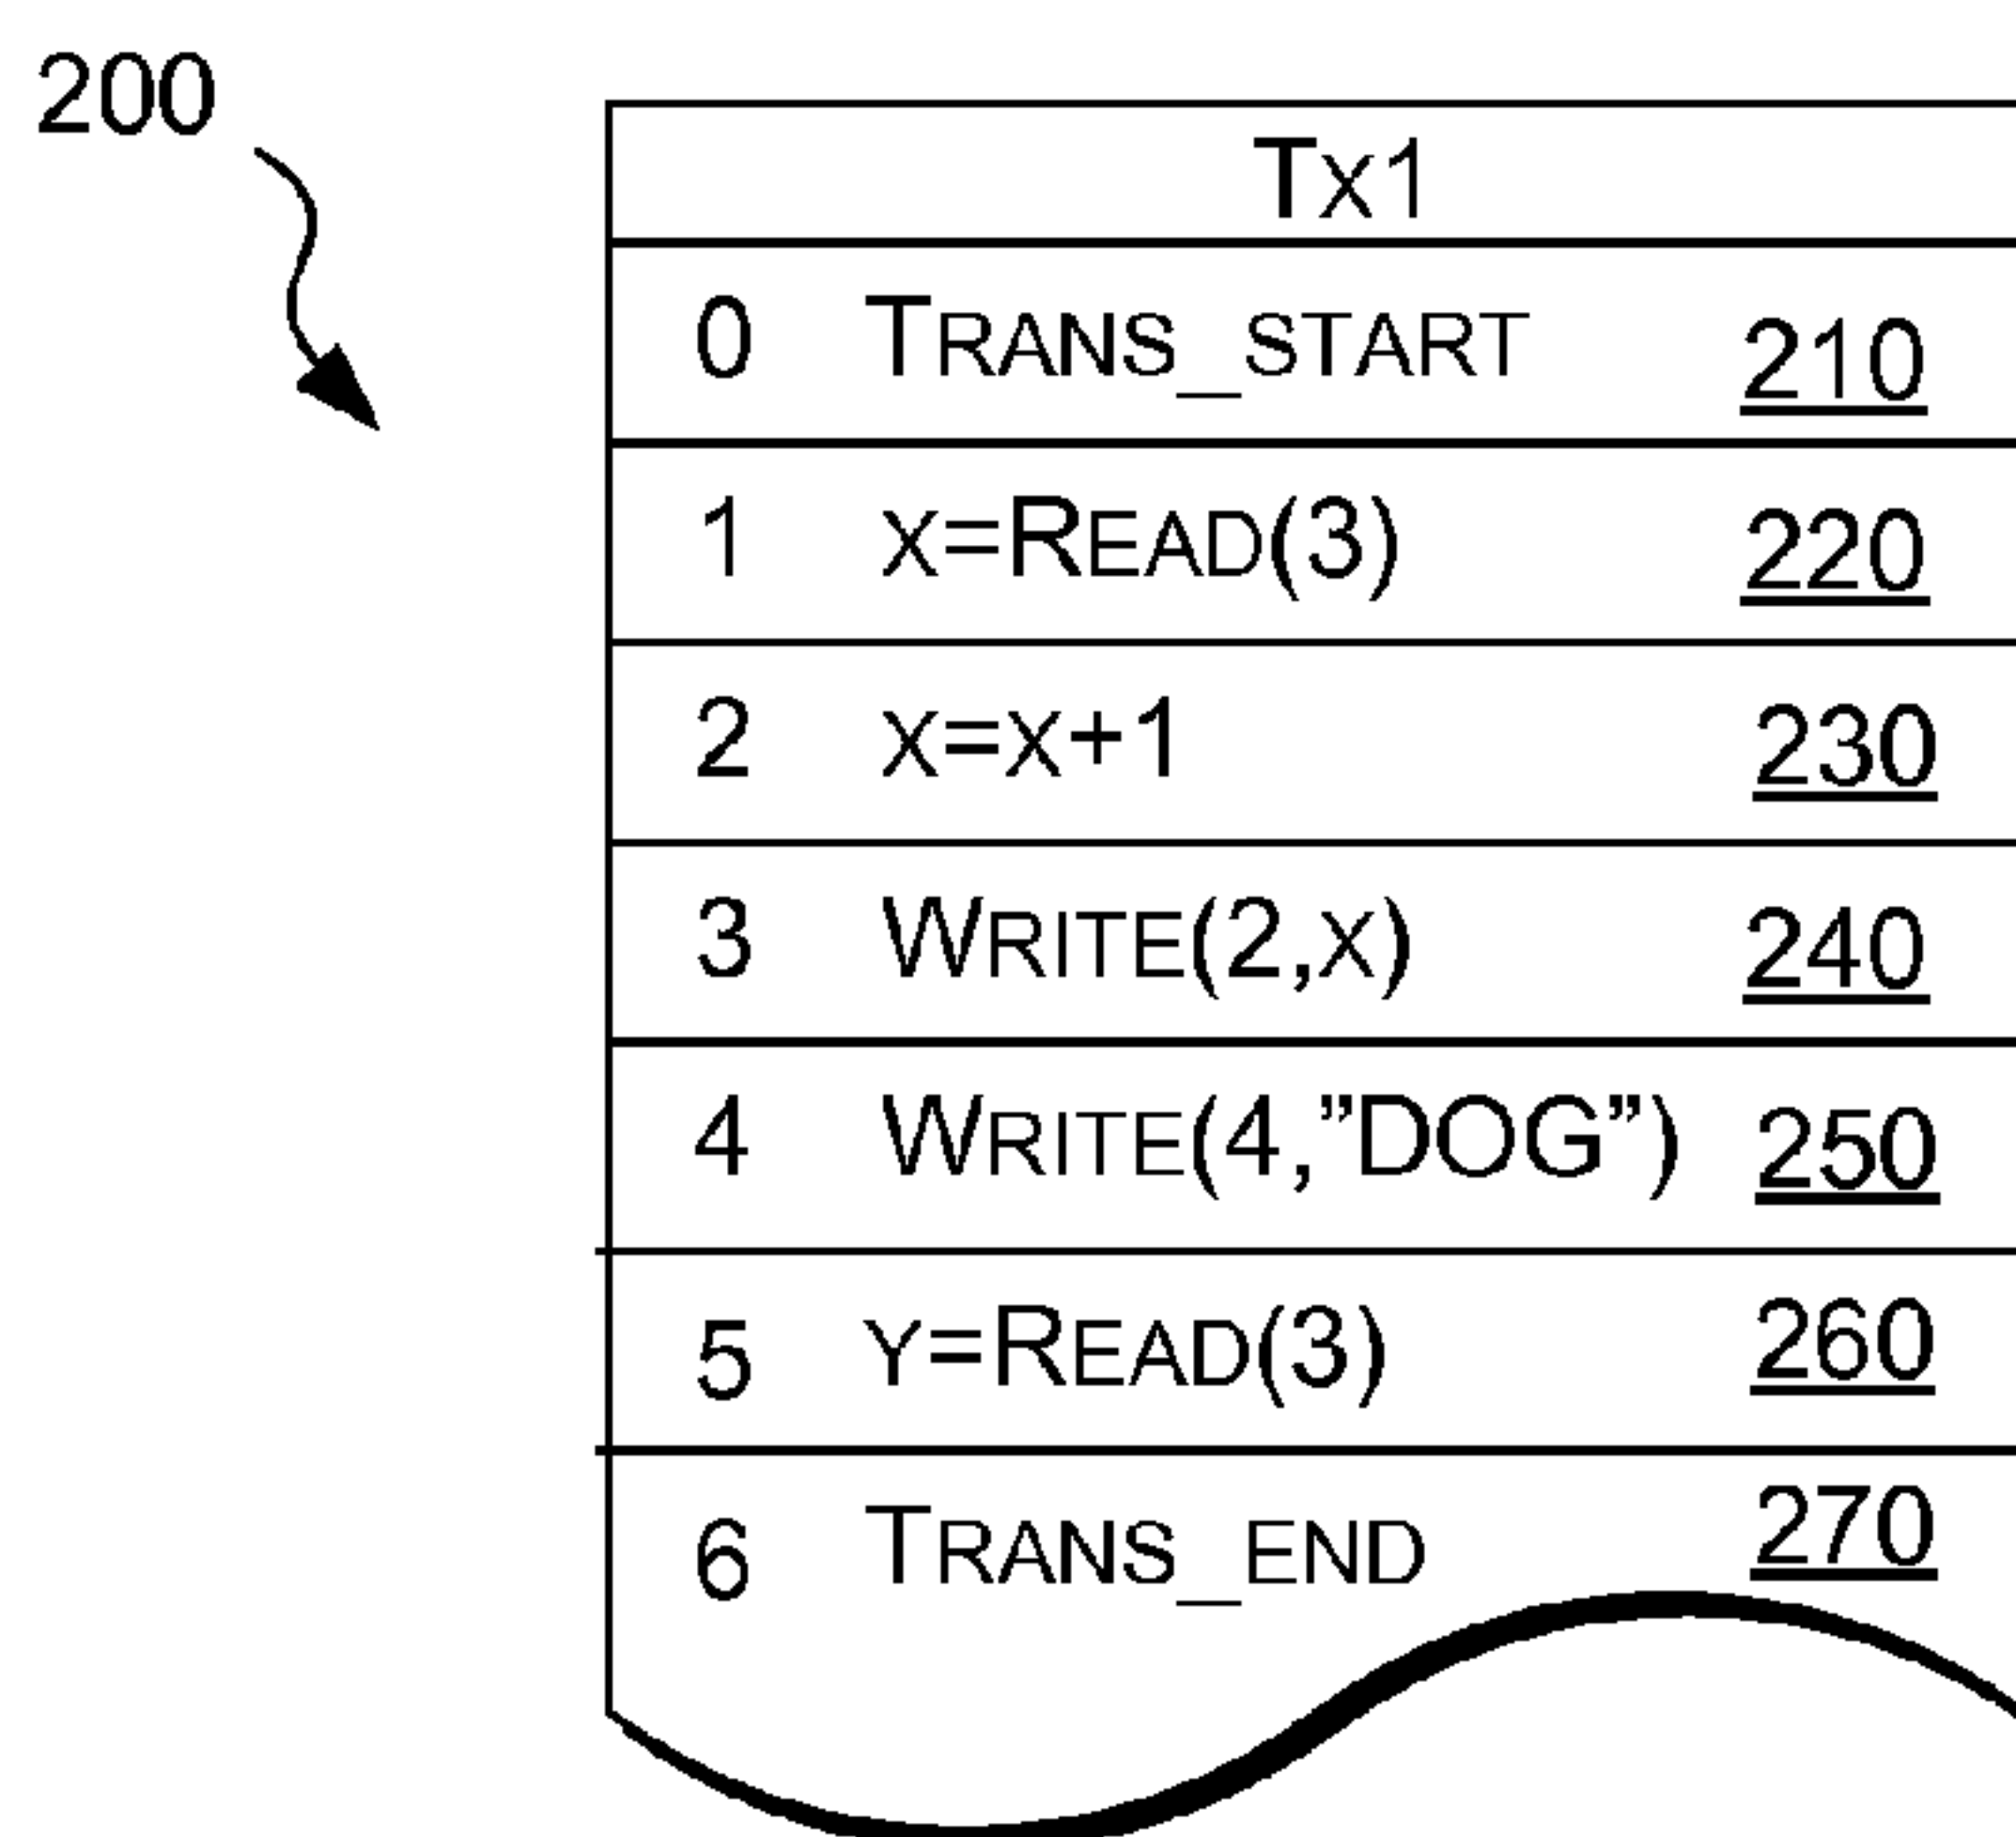 200
Tx1
0 TRANS_START 210
1 x=READ(3) 220
2 x=x+1 230
3 WRITE(2,x) 240
4 WRITE(4,”DOG”) 250
5 Y=READ(3) 260
6 TRANS_END 270